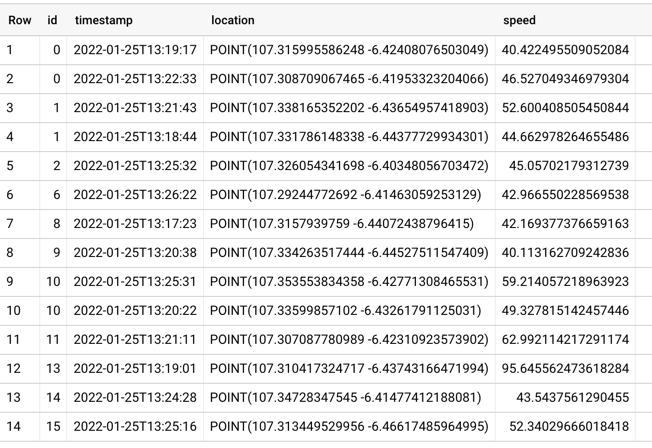 Row id timestamp location speed
1 0 2022-01-25T13:19:17 POINT(107.315995586248 -6.42408076503049) 40.422495509052084
2 0 2022-01-25T13:22:33 POINT(107.308709067465 -6.41953323204066) 46.527049346979304
3 1 2022-01-25T13:21:43 POINT(107.338165352202 -6.43654957418903) 52.600408505450844
4 1 2022-01-25T13:18:44 POINT(107.331786148338 -6.44377729934301) 44.662978264655486
5 2 2022-01-25T13:25:32 POINT(107.326054341698 -6.40348056703472) 45.05702179312739
6 6 2022-01-25T13:26:22 POINT(107.29244772692 -6.41463059253129) 42.966550228569538
7 8 2022-01-25T13:17:23 POINT(107.3157939759 -6.44072438796415) 42.169377376659163
8 9 2022-01-25T13:20:38 POINT(107.334263517444 -6.44527511547409) 40.113162709242836
9 10 2022-01-25T13:25:31 POINT(107.353553834358 -6.42771308465531) 59.214057218963923
10 10 2022-01-25T13:20:22 POINT(107.33599857102 -6.43261791125031) 49.327815142457446
11 11 2022-01-25T13:21:11 POINT(107.307087780989 -6.42310923573902) 62.992114217291174
12 13 2022-01-25T13:19:01 POINT(107.310417324717 -6.43743166471994) 95.645562473618284
13 14 2022-01-25T13:24:28 POINT(107.34728347545 -6.41477412188081) 43.5437561290455
14 15 2022-01-25T13:25:16 POINT(107.313449529956 -6.46617485964995) 52.34029666018418